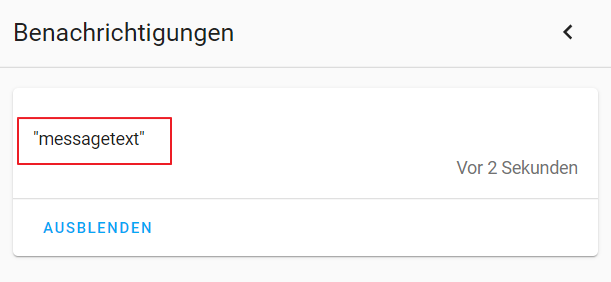 Benachrichtigungen
"messagetext"
Vor 2 Sekunden
AUSBLENDEN